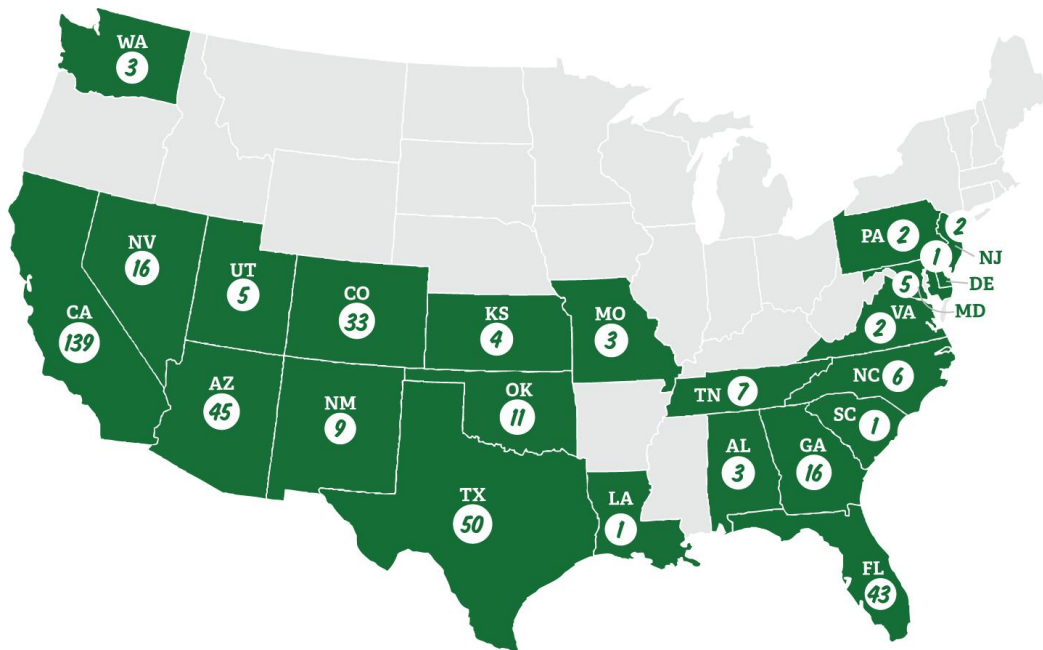 WA
3
NV
16
UT
5
CO
33
CA
139
AZ
45
NM
9
KS
4
OK
11
TX
50
MO
3
LA
1
TN 7
AL
3
GA
16
FL
43
SC 1
NC 6
VA
2
PA 2
2
NJ
1
DE
5
MD